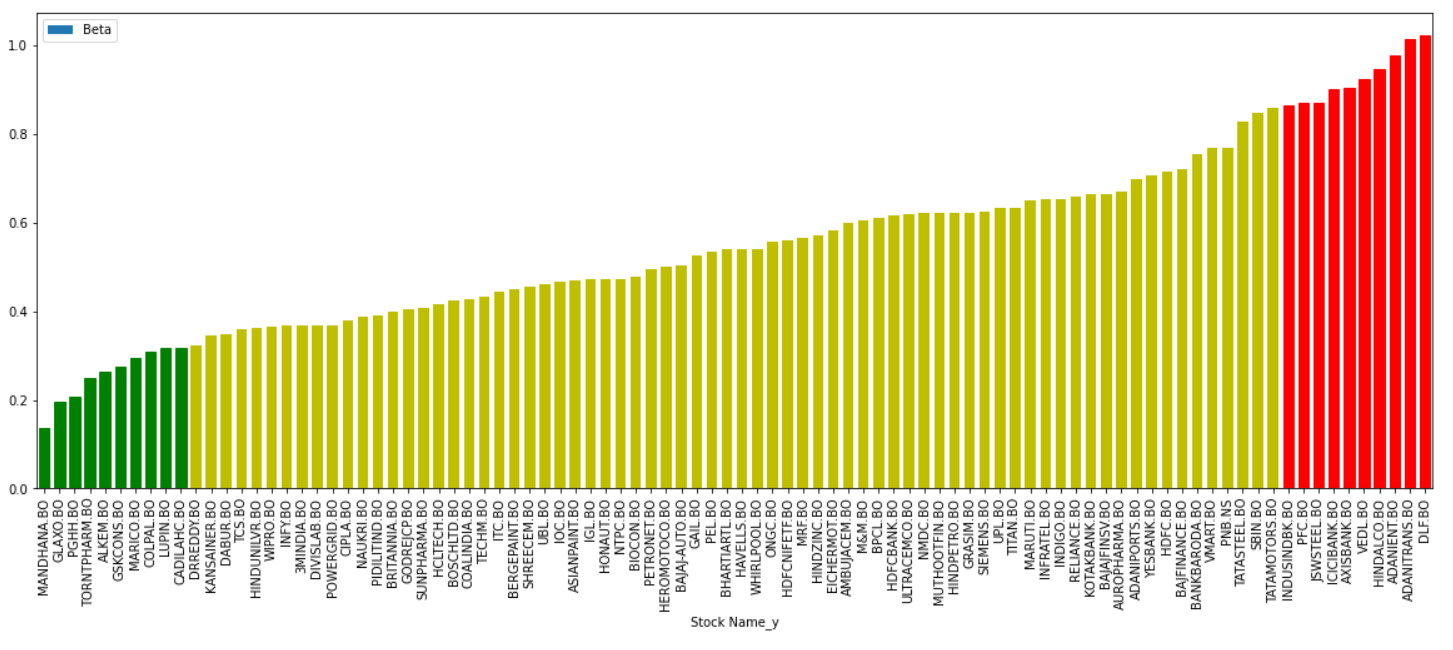 Beta
1.0
0.8
0.6
0.4
0.2
0.0
MANDHANA.BO
GLAXO.BO
PGHH.BO
TORNTPHARM.BO
ALKEM.BO
GSKCONS.BO
MARICO.BO
COLPAL.BO
LUPIN.BO
CADILAHC.BO
DRREDDY.BO
KANSAINER.BO
DABUR.BO
TCS.BO
HINDUNILVR.BO
WIPRO.BO
INFY.BO
3MINDIA.BO
DIVISLAB.BO
POWERGRID.BO
CIPLA.BO
NAUKRI.BO
PIDILITIND.BO
BRITANNIA.BO
GODREJCP.BO
SUNPHARMA.BO
HCLTECH.BO
BOSCHLTD.BO
COALINDIA.BO
TECHM.BO
ITC.BO
BERGEPAINT.BO
SHREECEM.BO
UBL.BO
IOC.BO
ASIANPAINT.BO
IGL.BO
HONAUT.BO
NTPC.BO
BIOCON.BO
PETRONET.BO
HEROMOTOCO.BO
BAJAJ-AUTO.BO
GAIL.BO
PEL.BO
BHARTIARTL.BO
HAVELLS.BO
WHIRLPOOL.BO
ONGC.BO
HDFCNIFETF.BO
MRF.BO
HINDZINC.BO
EICHERMOT.BO
AMBUJACEM.BO
M&M.BO
BPCL.BO
HDFCBANK.BO
ULTRACEMCO.BO
NMDC.BO
MUTHOOTFIN.BO
HINDPETRO.BO
GRASIM.BO
SIEMENS.BO
UPL.BO
TITAN.BO
MARUTI.BO
INFRATEL.BO
INDIGO.BO
RELIANCE.BO
KOTAKBANK.BO
BAJAJFINSV.BO
AUROPHARMA.BO
ADANIPORTS.BO
YESBANK.BO
HDFC.BO
BAJFINANCE.BO
BANKBARODA.BO
VMART.BO
PNB.NS
TATASTEEL.BO
SBIN.BO
TATAMOTORS.BO
INDUSINDBK.BO
PFC.BO
JSWSTEEL.BO
ICICIBANK.BO
AXISBANK.BO
VEDL.BO
HINDALCO.BO
ADANIENT.BO
ADANITRANS.BO
DLF.BO
Stock Name_y